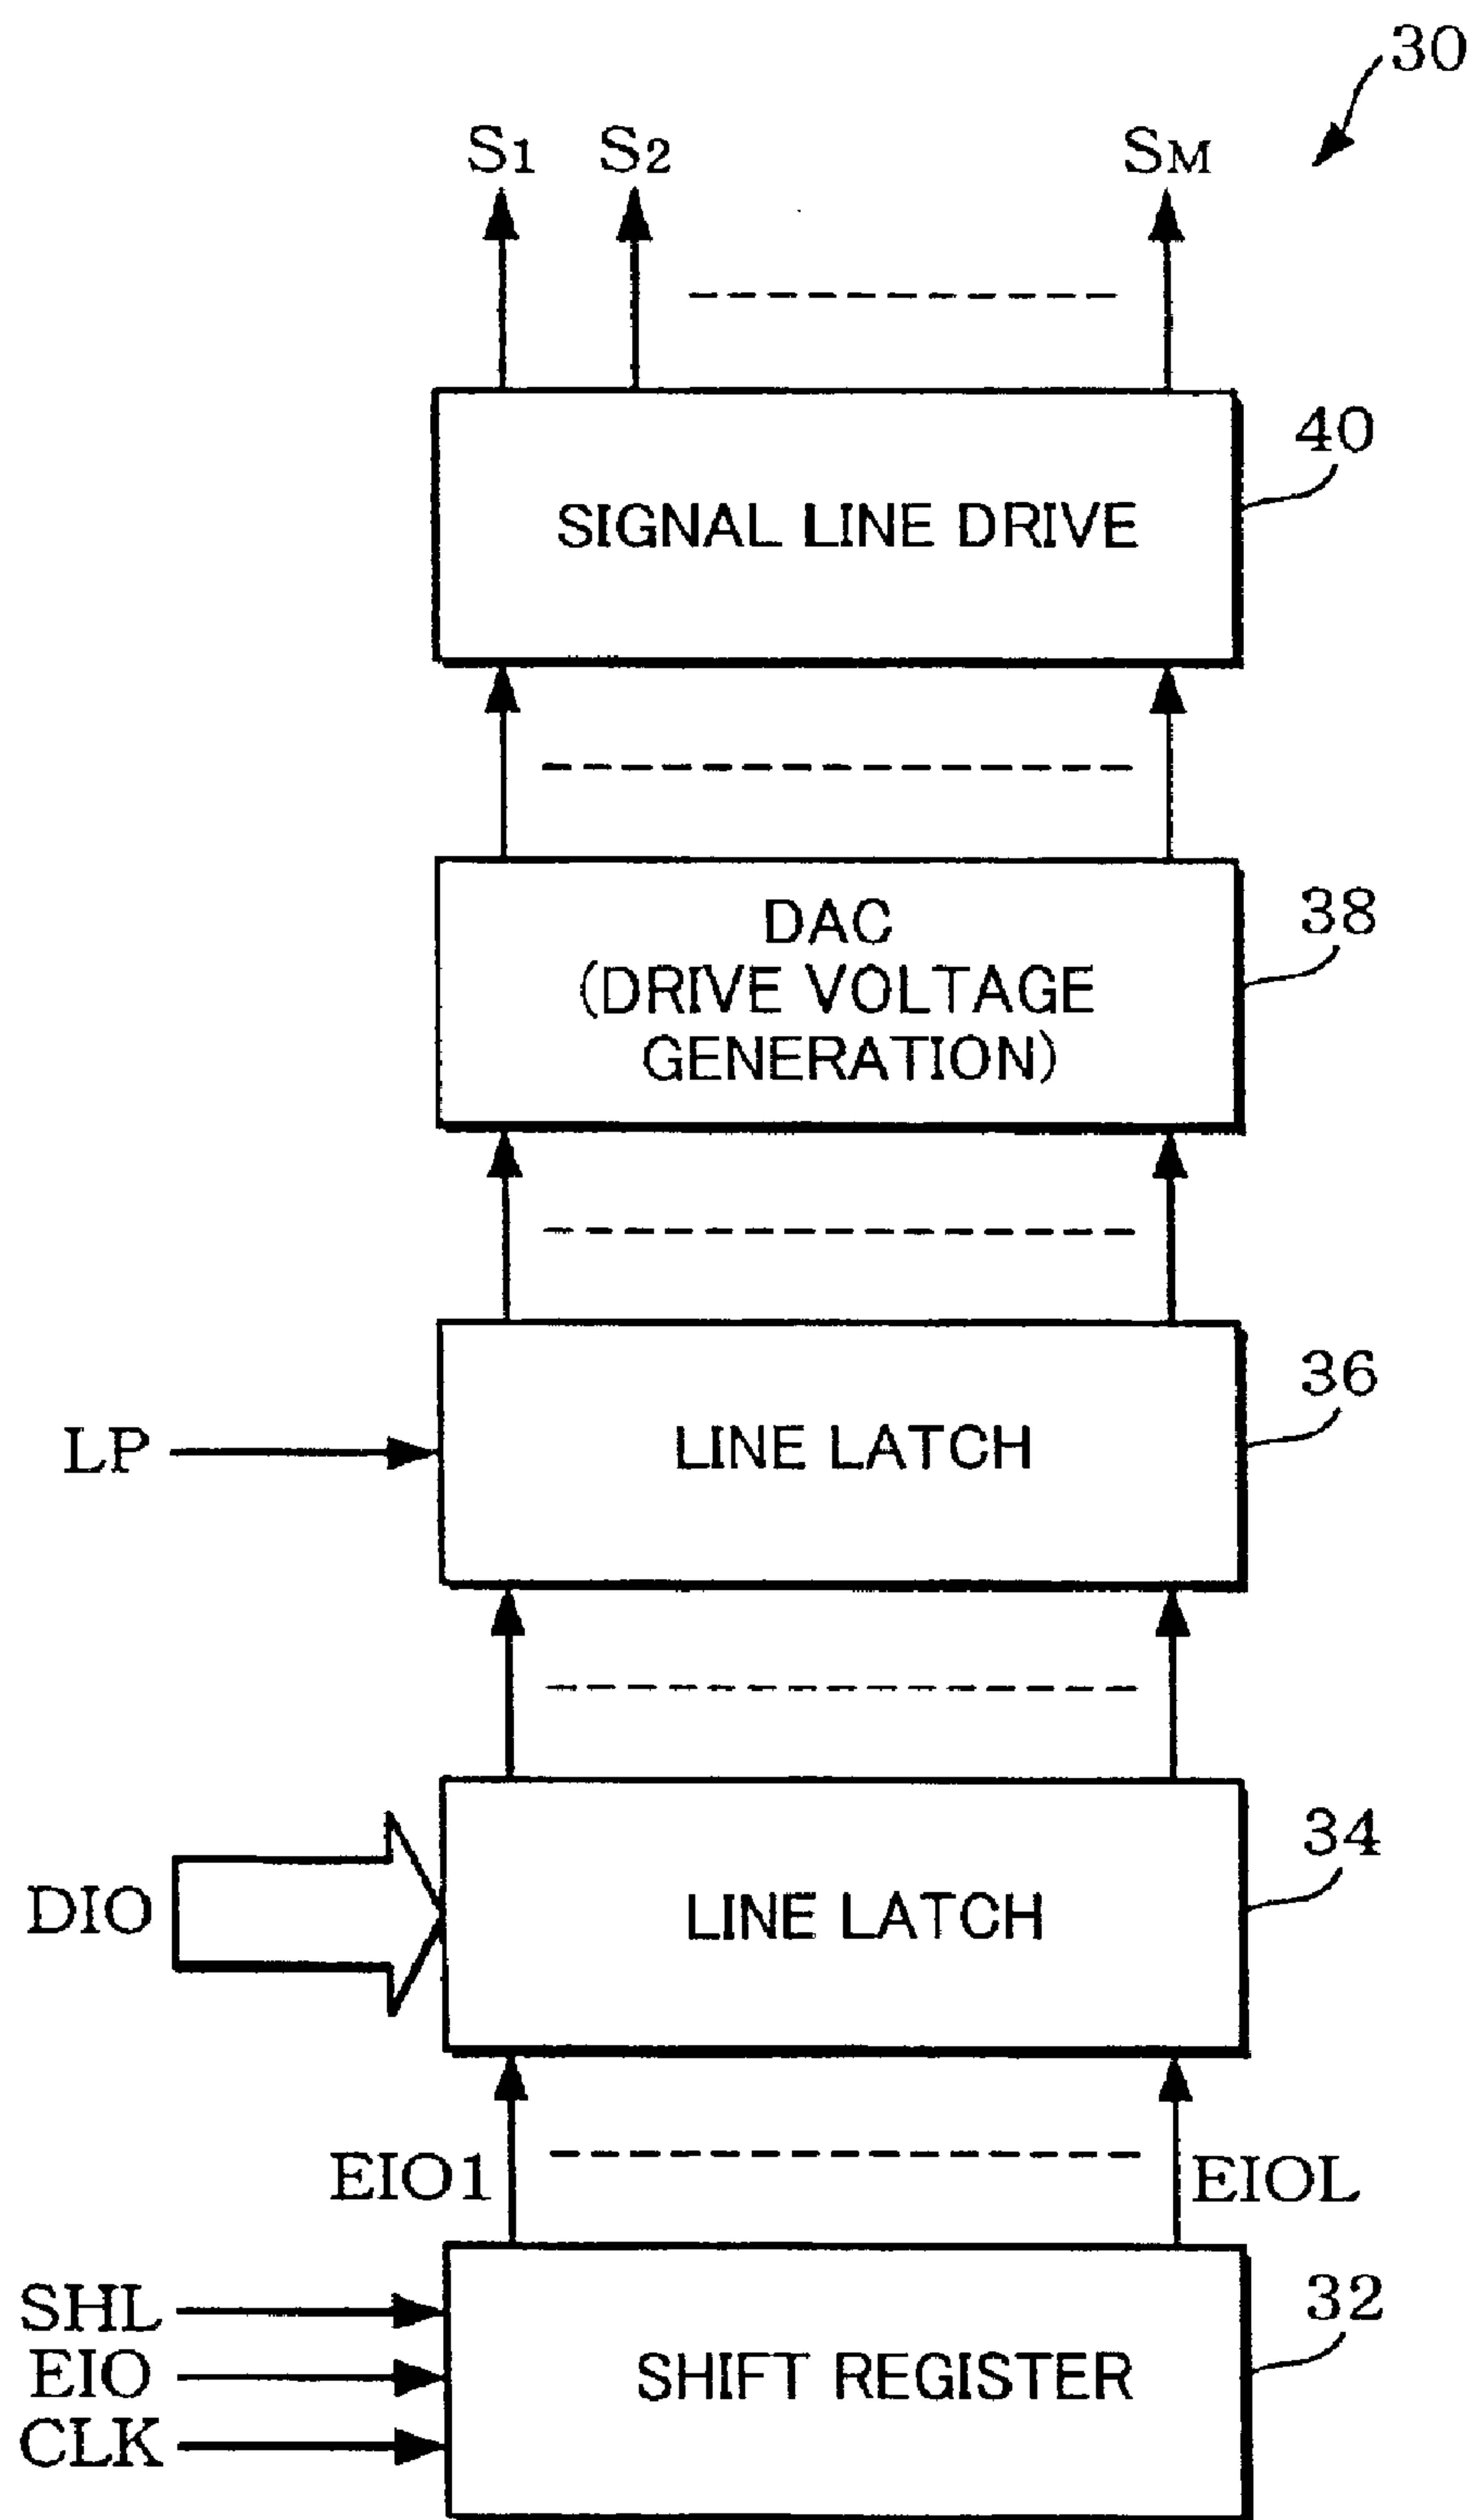 30
S1 S2 SM
40
SIGNAL LINE DRIVE
38
DAC
(DRIVE VOLTAGE
GENERATION)
36
LP
LINE LATCH
34
DIO
LINE LATCH
EIO1
EIOL
32
SHL
EIO
CLK
SHIFT REGISTER